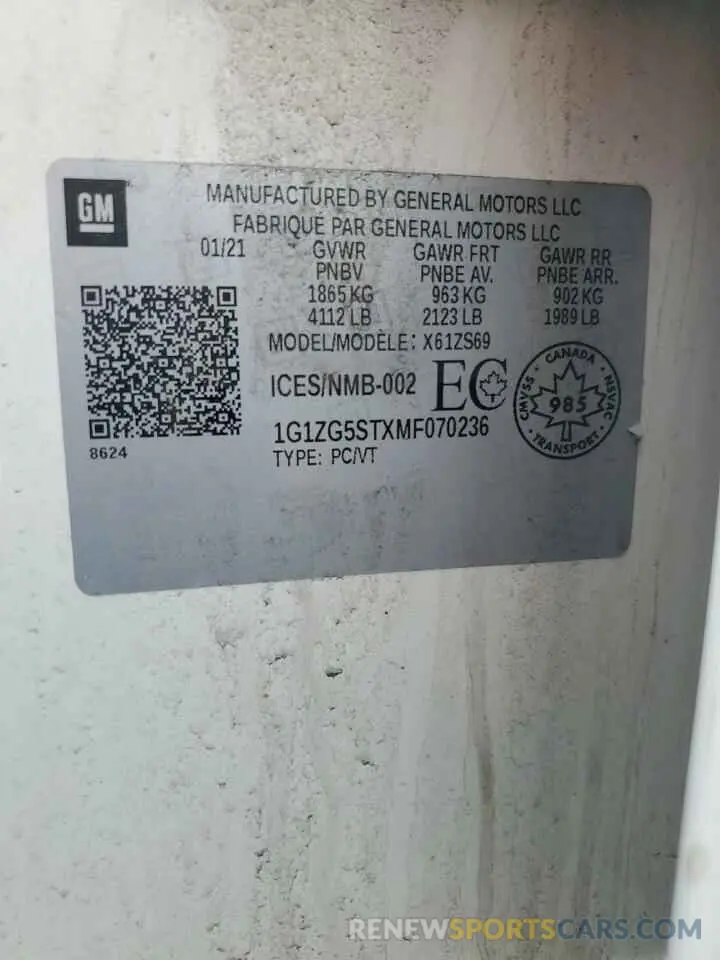 GM
MANUFACTURED BY GENERAL MOTORS LLC
FABRIQUÉ PAR GENERAL MOTORS LLC
01/21 GVWR GAWR FRT GAWR RR
PNBV PNBE AV. PNBE ARR.
1865 KG 963 KG 902 KG
4112 LB 2123 LB 1989 LB
MODEL/MODÈLE: X61ZS69
ICES/NMB-002 EC
CANADA
CMVSS 985 NSVAC
TRANSPORT
1G1ZG5STXMF070236
8624 TYPE: PC/VT
RENEWSPORTSCARS.COM